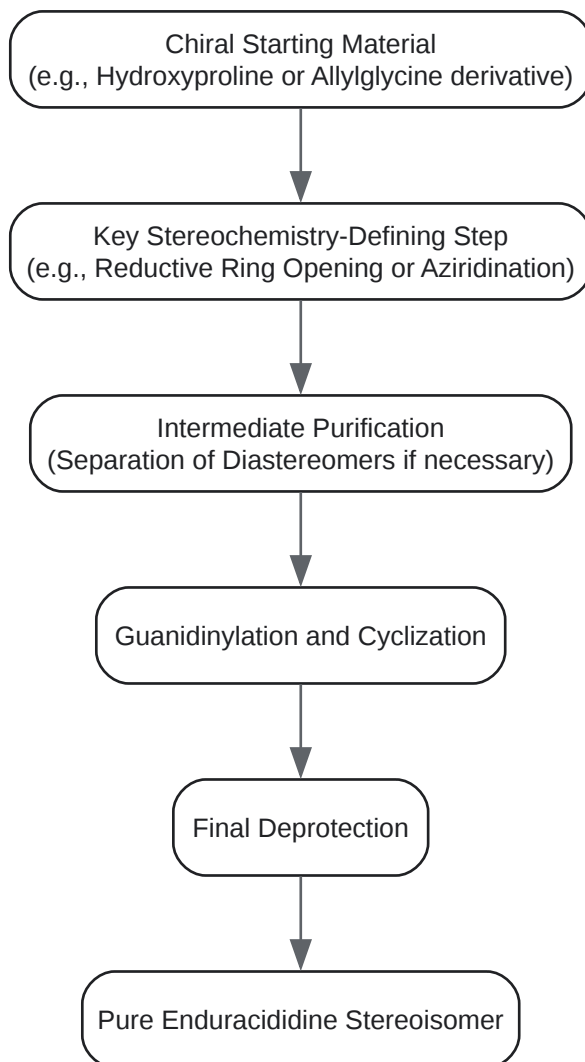 Chiral Starting Material
(e.g., Hydroxyproline or Allylglycine derivative)
Key Stereochemistry-Defining Step
(e.g., Reductive Ring Opening or Aziridination)
Intermediate Purification
(Separation of Diastereomers if necessary)
Guanidinylation and Cyclization
Final Deprotection
Pure Enduracididine Stereoisomer